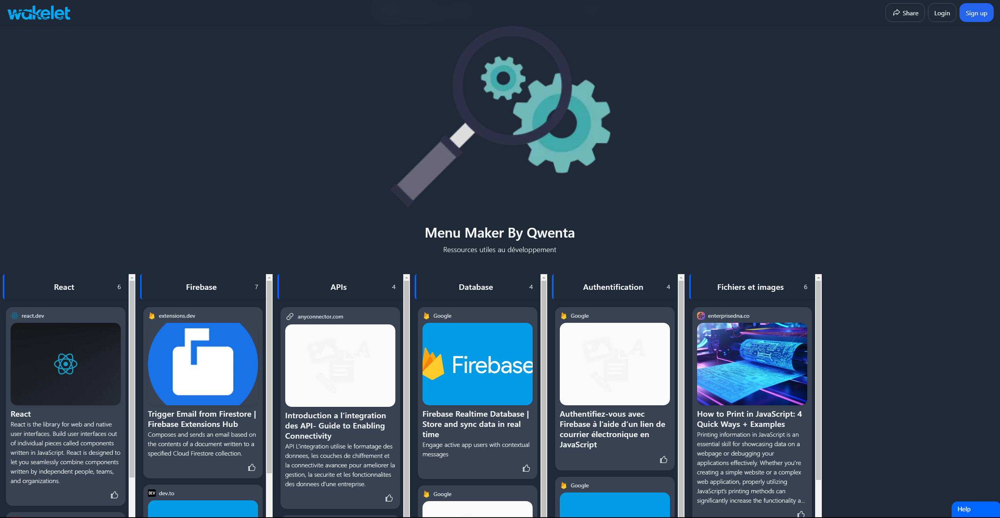 wakelet
Share
Login
Sign up
Menu Maker By Qwenta
Ressources utiles au développement
React 6
react.dev
React
React is the library for web and native
user interfaces. Build user interfaces out
of individual pieces called components
written in JavaScript. React is designed to
let you seamlessly combine components
written by independent people, teams,
and organizations.
Firebase 7
extensions.dev
Trigger Email from Firestore |
Firebase Extensions Hub
Composes and sends an email based on
the contents of a document written to a
specified Cloud Firestore collection.
DEV dev.to
APIs 4
anyconnector.com
Introduction a l’integration
des API- Guide to Enabling
Connectivity
API L’integration utilise le formatage des
donnees, les couches de chiffrement et
la connectivite avancee pour ameliorer la
gestion, la securite et les fonctionnalites
des donnees d’une entreprise.
Database 4
Google
Firebase
Firebase Realtime Database |
Store and sync data in real
time
Engage active app users with contextual
messages
Google
Authentification 4
Google
A
Authentifiez-vous avec
Firebase à l’aide d’un lien de
courrier électronique en
JavaScript
Google
Fichiers et images 6
enterprisedna.co
How to Print in JavaScript: 4
Quick Ways + Examples
Printing information in JavaScript is an
essential skill for showcasing data on a
webpage or debugging your
applications effectively. Whether you’re
creating a simple website or a complex
web application, properly utilizing
JavaScript’s printing methods can
significantly increase the functionality a...
Help